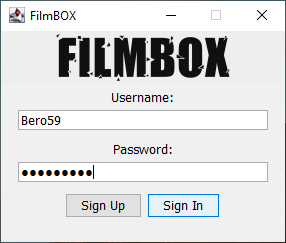 FilmBOX
FILMBOX
Username:
Bero59
Password:
●●●●●●●●●
Sign Up Sign In